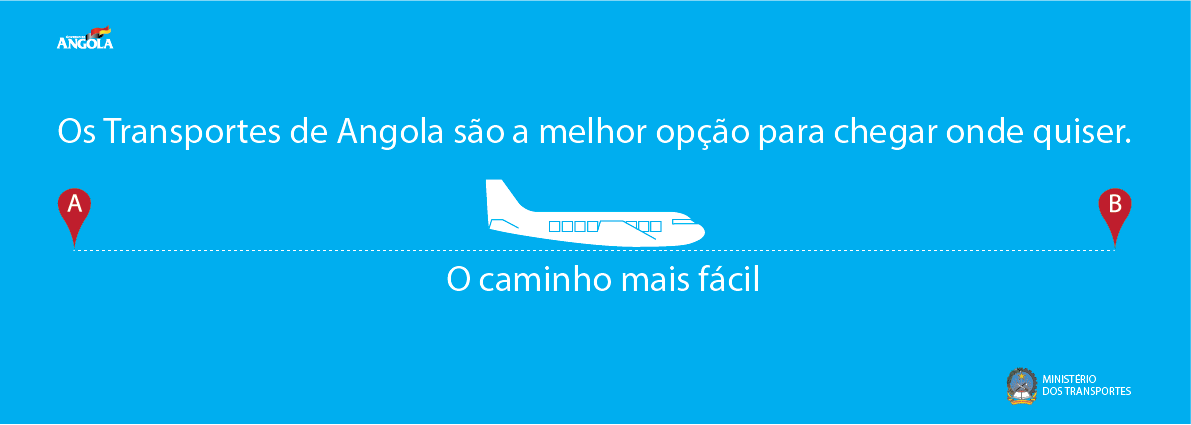 ANGOLA
Os Transportes de Angola são a melhor opção para chegar onde quiser.
A
B
O caminho mais fácil
MINISTÉRIO
DOS TRANSPORTES